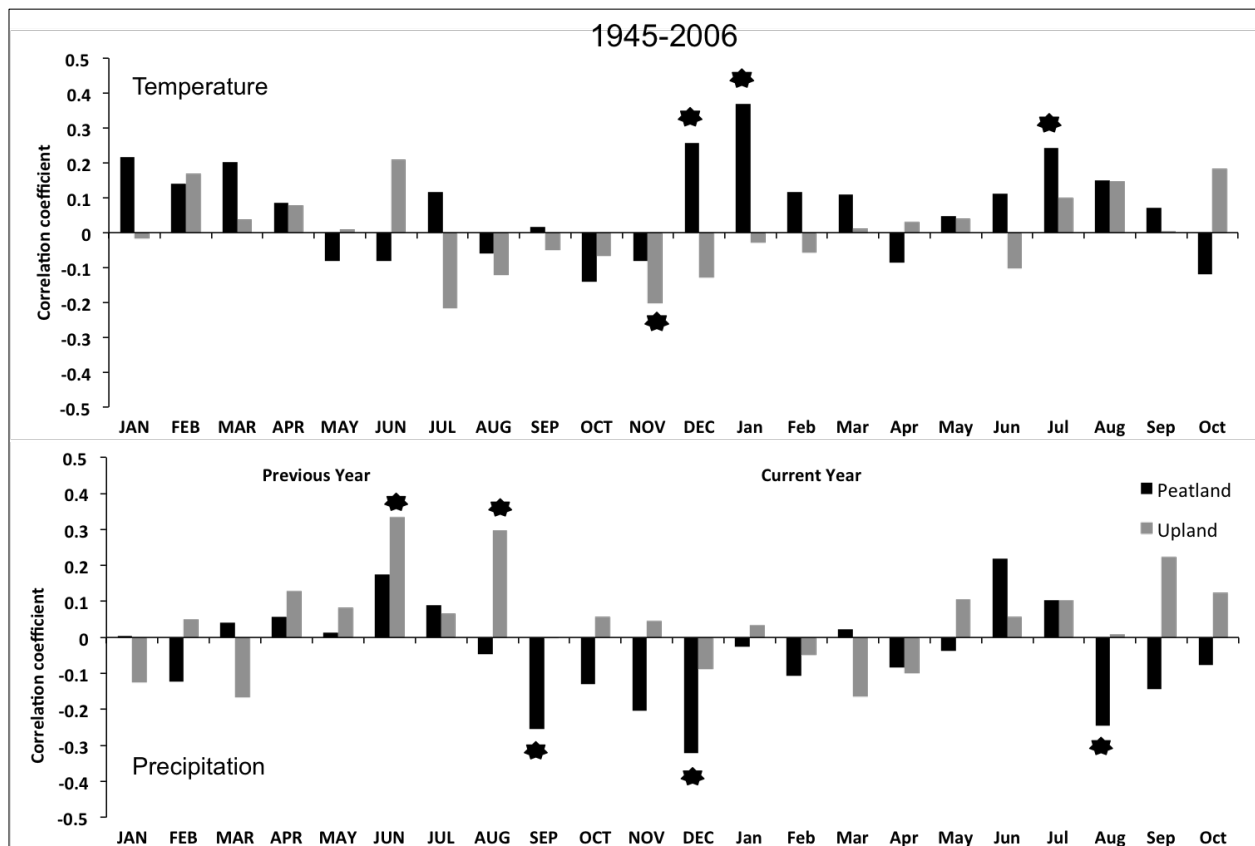 1945-2006
Temperature
Correlation coefficient
0.5
0.4
0.3
0.2
0.1
0
-0.1
-0.2
-0.3
-0.4
-0.5
JAN FEB MAR APR MAY JUN JUL AUG SEP OCT NOV DEC Jan Feb Mar Apr May Jun Jul Aug Sep Oct
Previous Year Current Year
Peatland
Upland
Correlation coefficient
0.5
0.4
0.3
0.2
0.1
0
-0.1
-0.2
-0.3
-0.4
-0.5
Precipitation
JAN FEB MAR APR MAY JUN JUL AUG SEP OCT NOV DEC Jan Feb Mar Apr May Jun Jul Aug Sep Oct